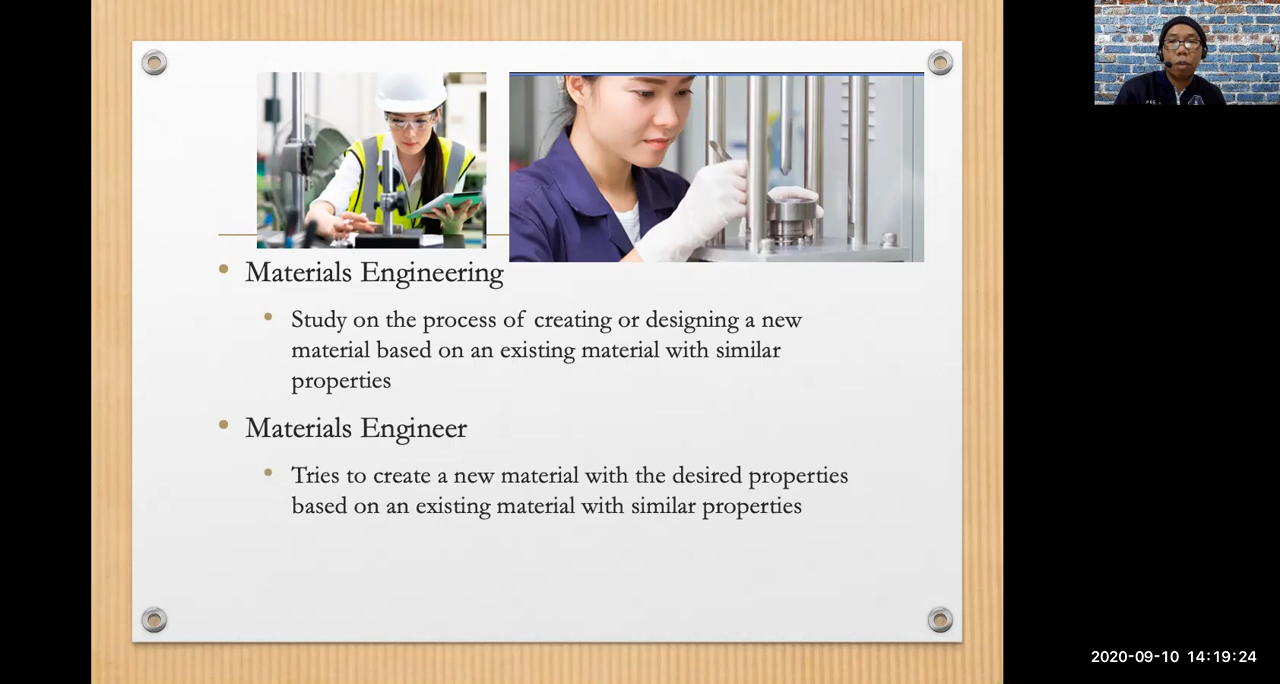 Materials Engineering
Study on the process of creating or designing a new
material based on an existing material with similar
properties
Materials Engineer
Tries to create a new material with the desired properties
based on an existing material with similar properties
2020-09-10 14:19:24